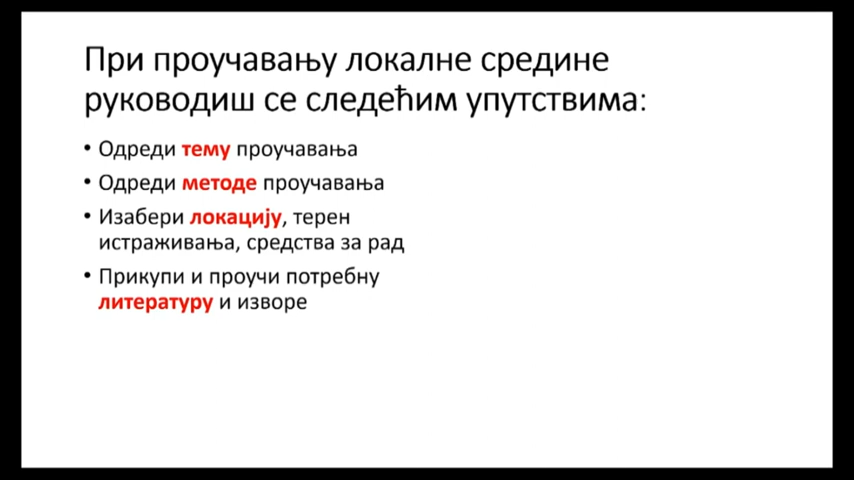 При проучавању локалне средине
руководиш се следећим упутствима:
• Одреди тему проучавања
• Одреди методе проучавања
• Изабери локацију, терен
истраживања, средства за рад
• Прикупи и проучи потребну
литературу и изворе